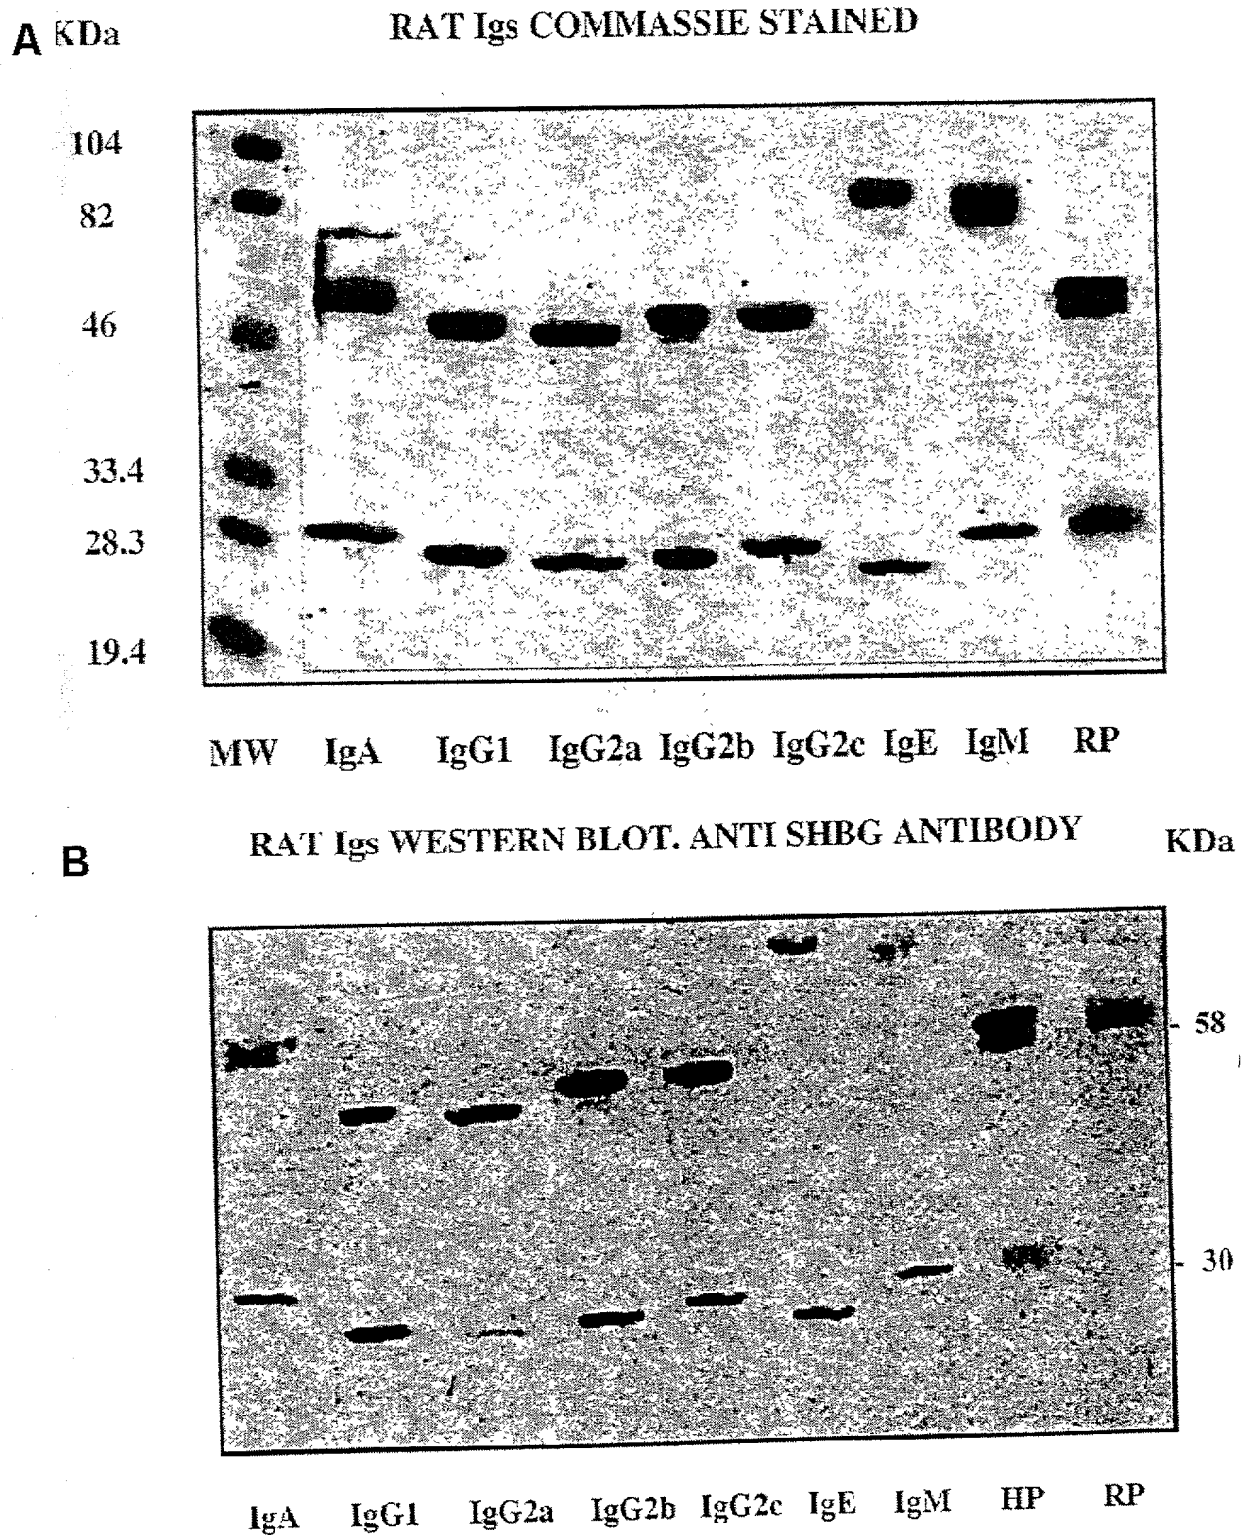 A KDa RAT Igs COMMASSIE STAINED
104
82
46
33.4
28.3
19.4
MW IgA IgG1 IgG2a IgG2b IgG2c IgE IgM RP
B RAT Igs WESTERN BLOT. ANTI SHBG ANTIBODY KDa
- 58
- 30
IgA IgG1 IgG2a IgG2b IgG2c IgE IgM HP RP